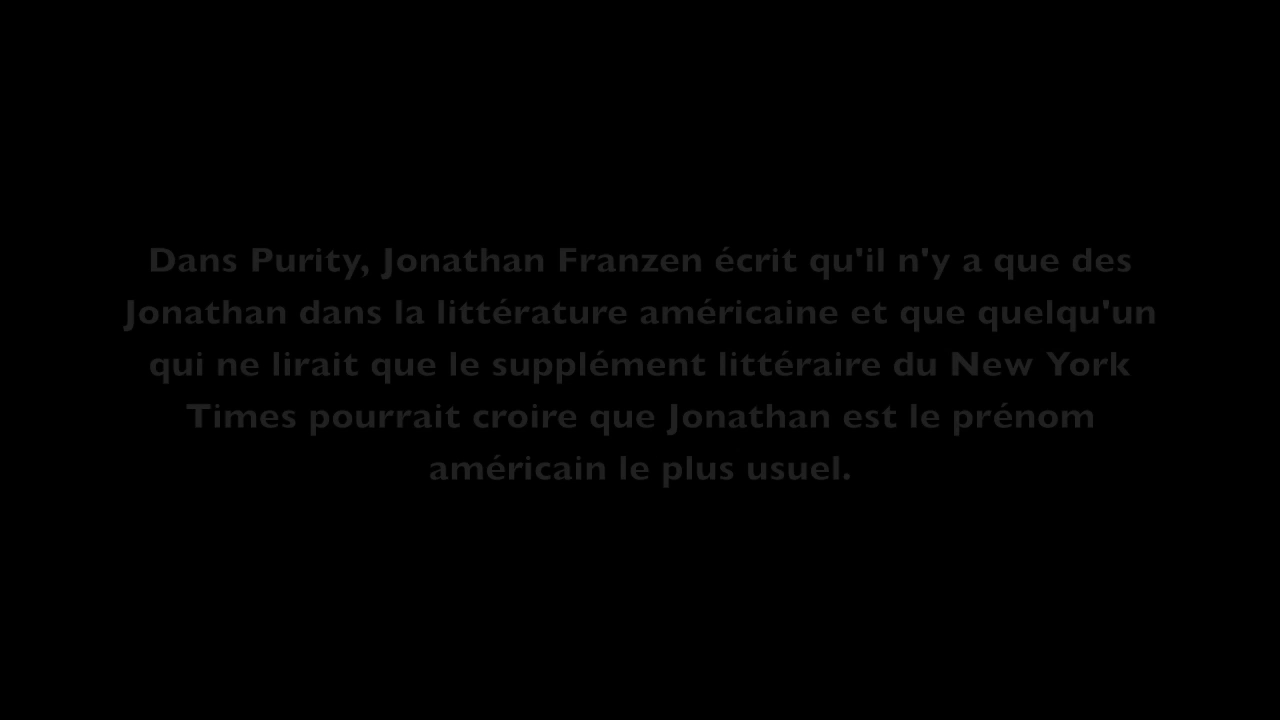 Dans Purity, Jonathan Franzen écrit qu'il n'y a que des
Jonathan dans la littérature américaine et que quelqu'un
qui ne lirait que le supplément littéraire du New York
Times pourrait croire que Jonathan est le prénom
américain le plus usuel.